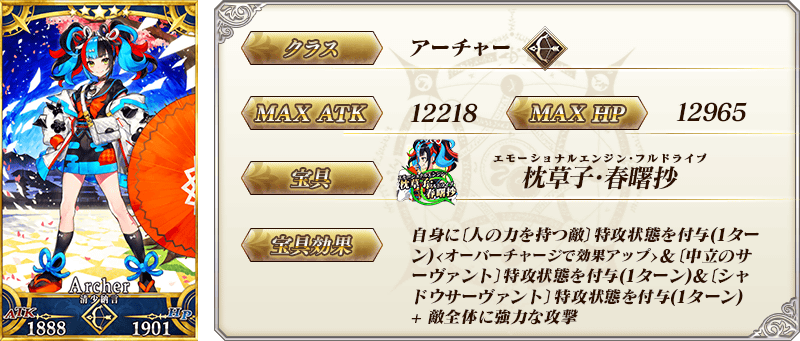 Archer
清少納言
ATK
HP
1888
1901
クラス
アーチャー
MAX ATK
12218
MAX HP
12965
宝具
枕草子
春曙抄
エモーショナルエンジン・フルドライブ
枕草子・春曙抄
宝具効果
自身に〔人の力を持つ敵〕特攻状態を付与(1ター
ン)<オーバーチャージで効果アップ>&〔中立のサ
ーヴァント〕特攻状態を付与(1ターン)&〔シャ
ドウサーヴァント〕特攻状態を付与(1ターン)
+ 敵全体に強力な攻撃